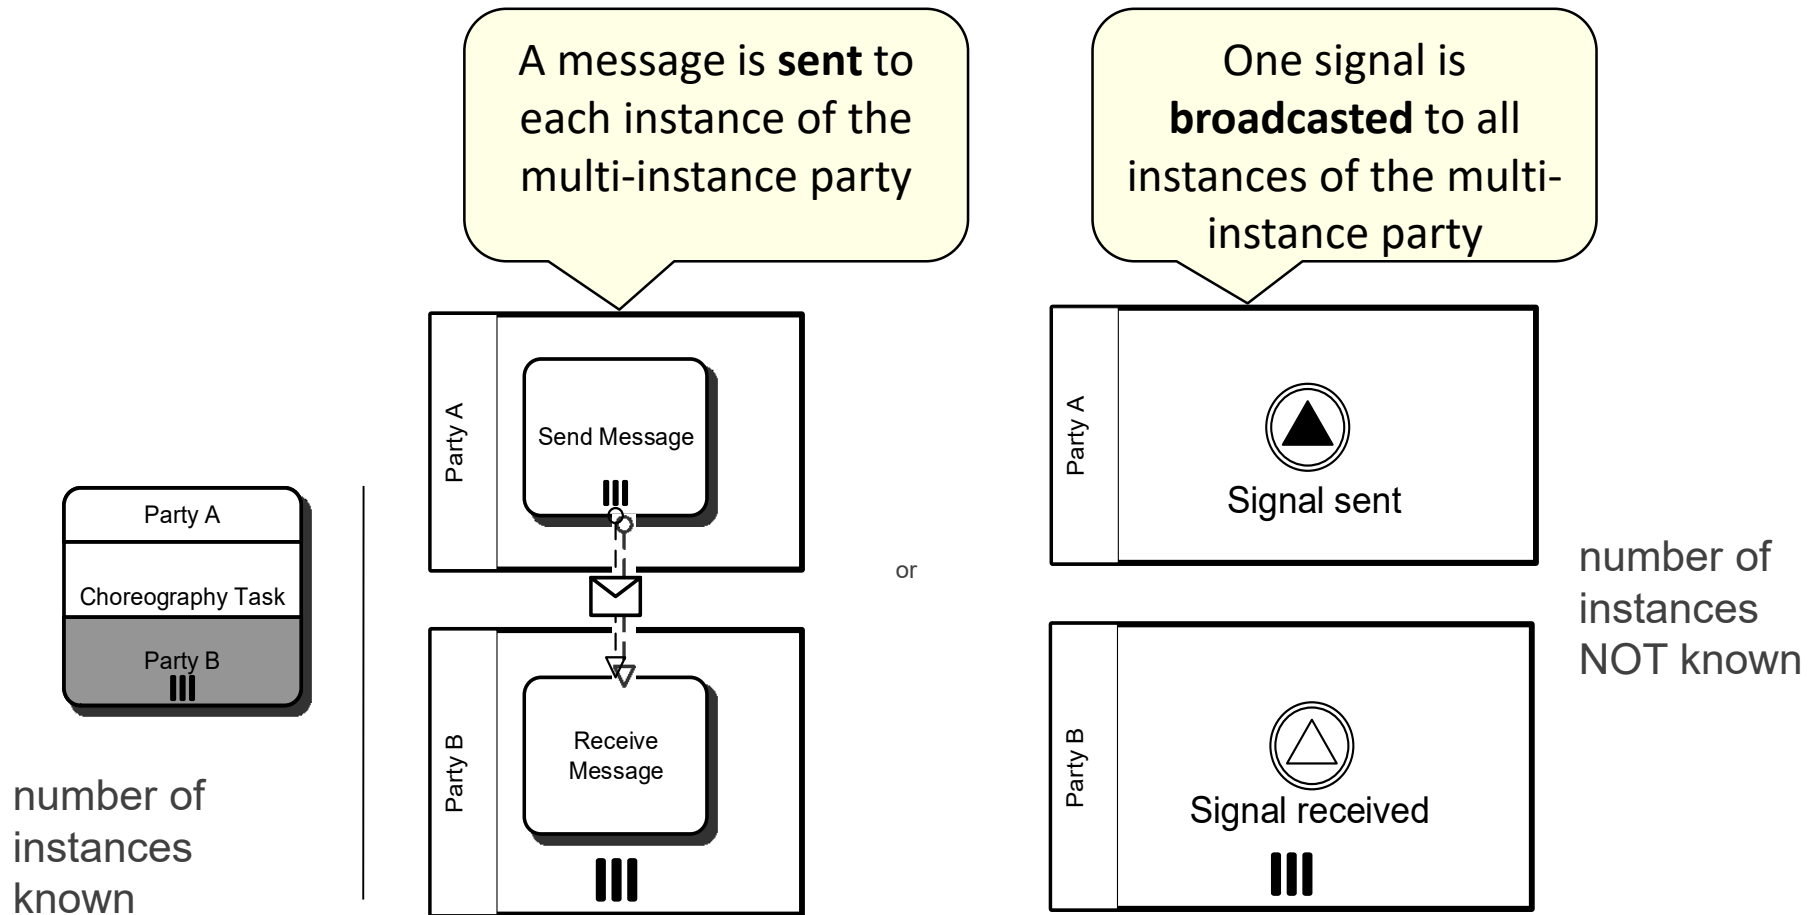 A message is sent to
each instance of the
multi-instance party
One signal is
broadcasted to all
instances of the multi-
instance party
Party A
Choreography Task
Party B
number of
instances
known
Party A
Send Message
Party B
Receive
Message
or
Party A
Signal sent
Party B
Signal received
number of
instances
NOT known